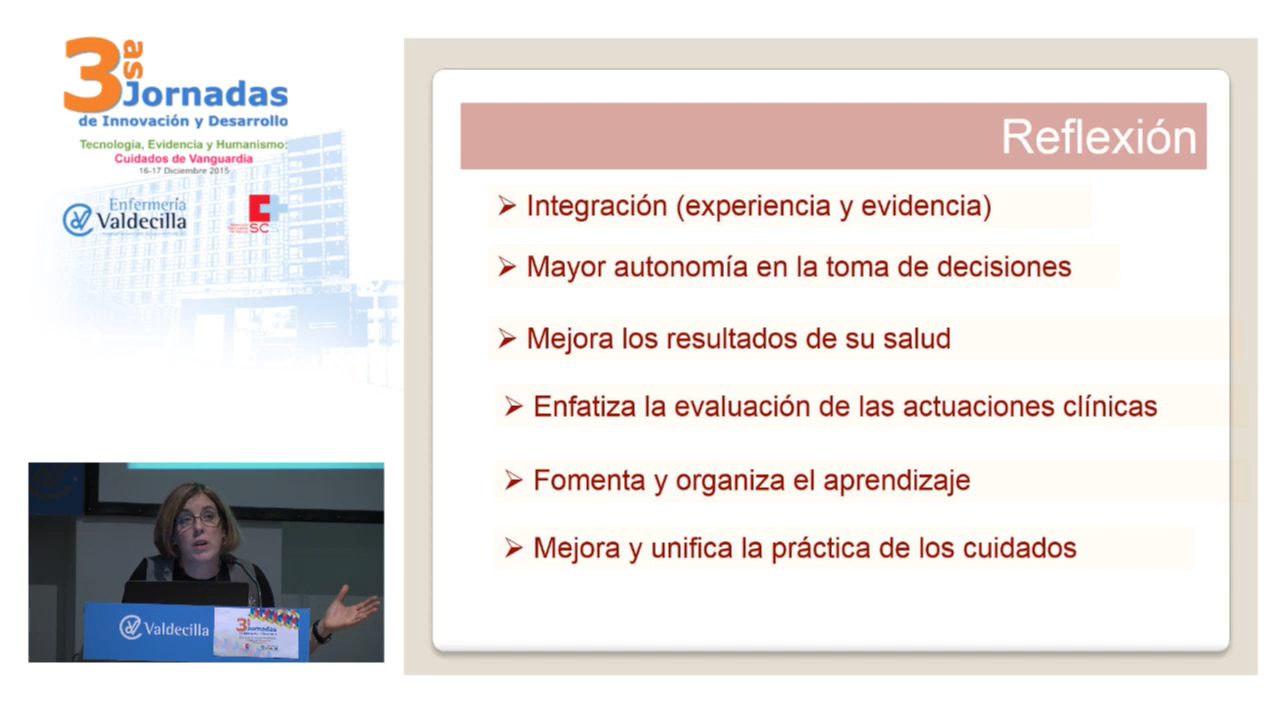 3as Jornadas
de Innovación y Desarrollo
Tecnología, Evidencia y Humanismo:
Cuidados de Vanguardia
16-17 Diciembre 2015
Enfermería
Valdecilla
SC
Reflexión
Integración (experiencia y evidencia)
Mayor autonomía en la toma de decisiones
Mejora los resultados de su salud
Enfatiza la evaluación de las actuaciones clínicas
Fomenta y organiza el aprendizaje
Mejora y unifica la práctica de los cuidados
Valdecilla
3as Jornadas